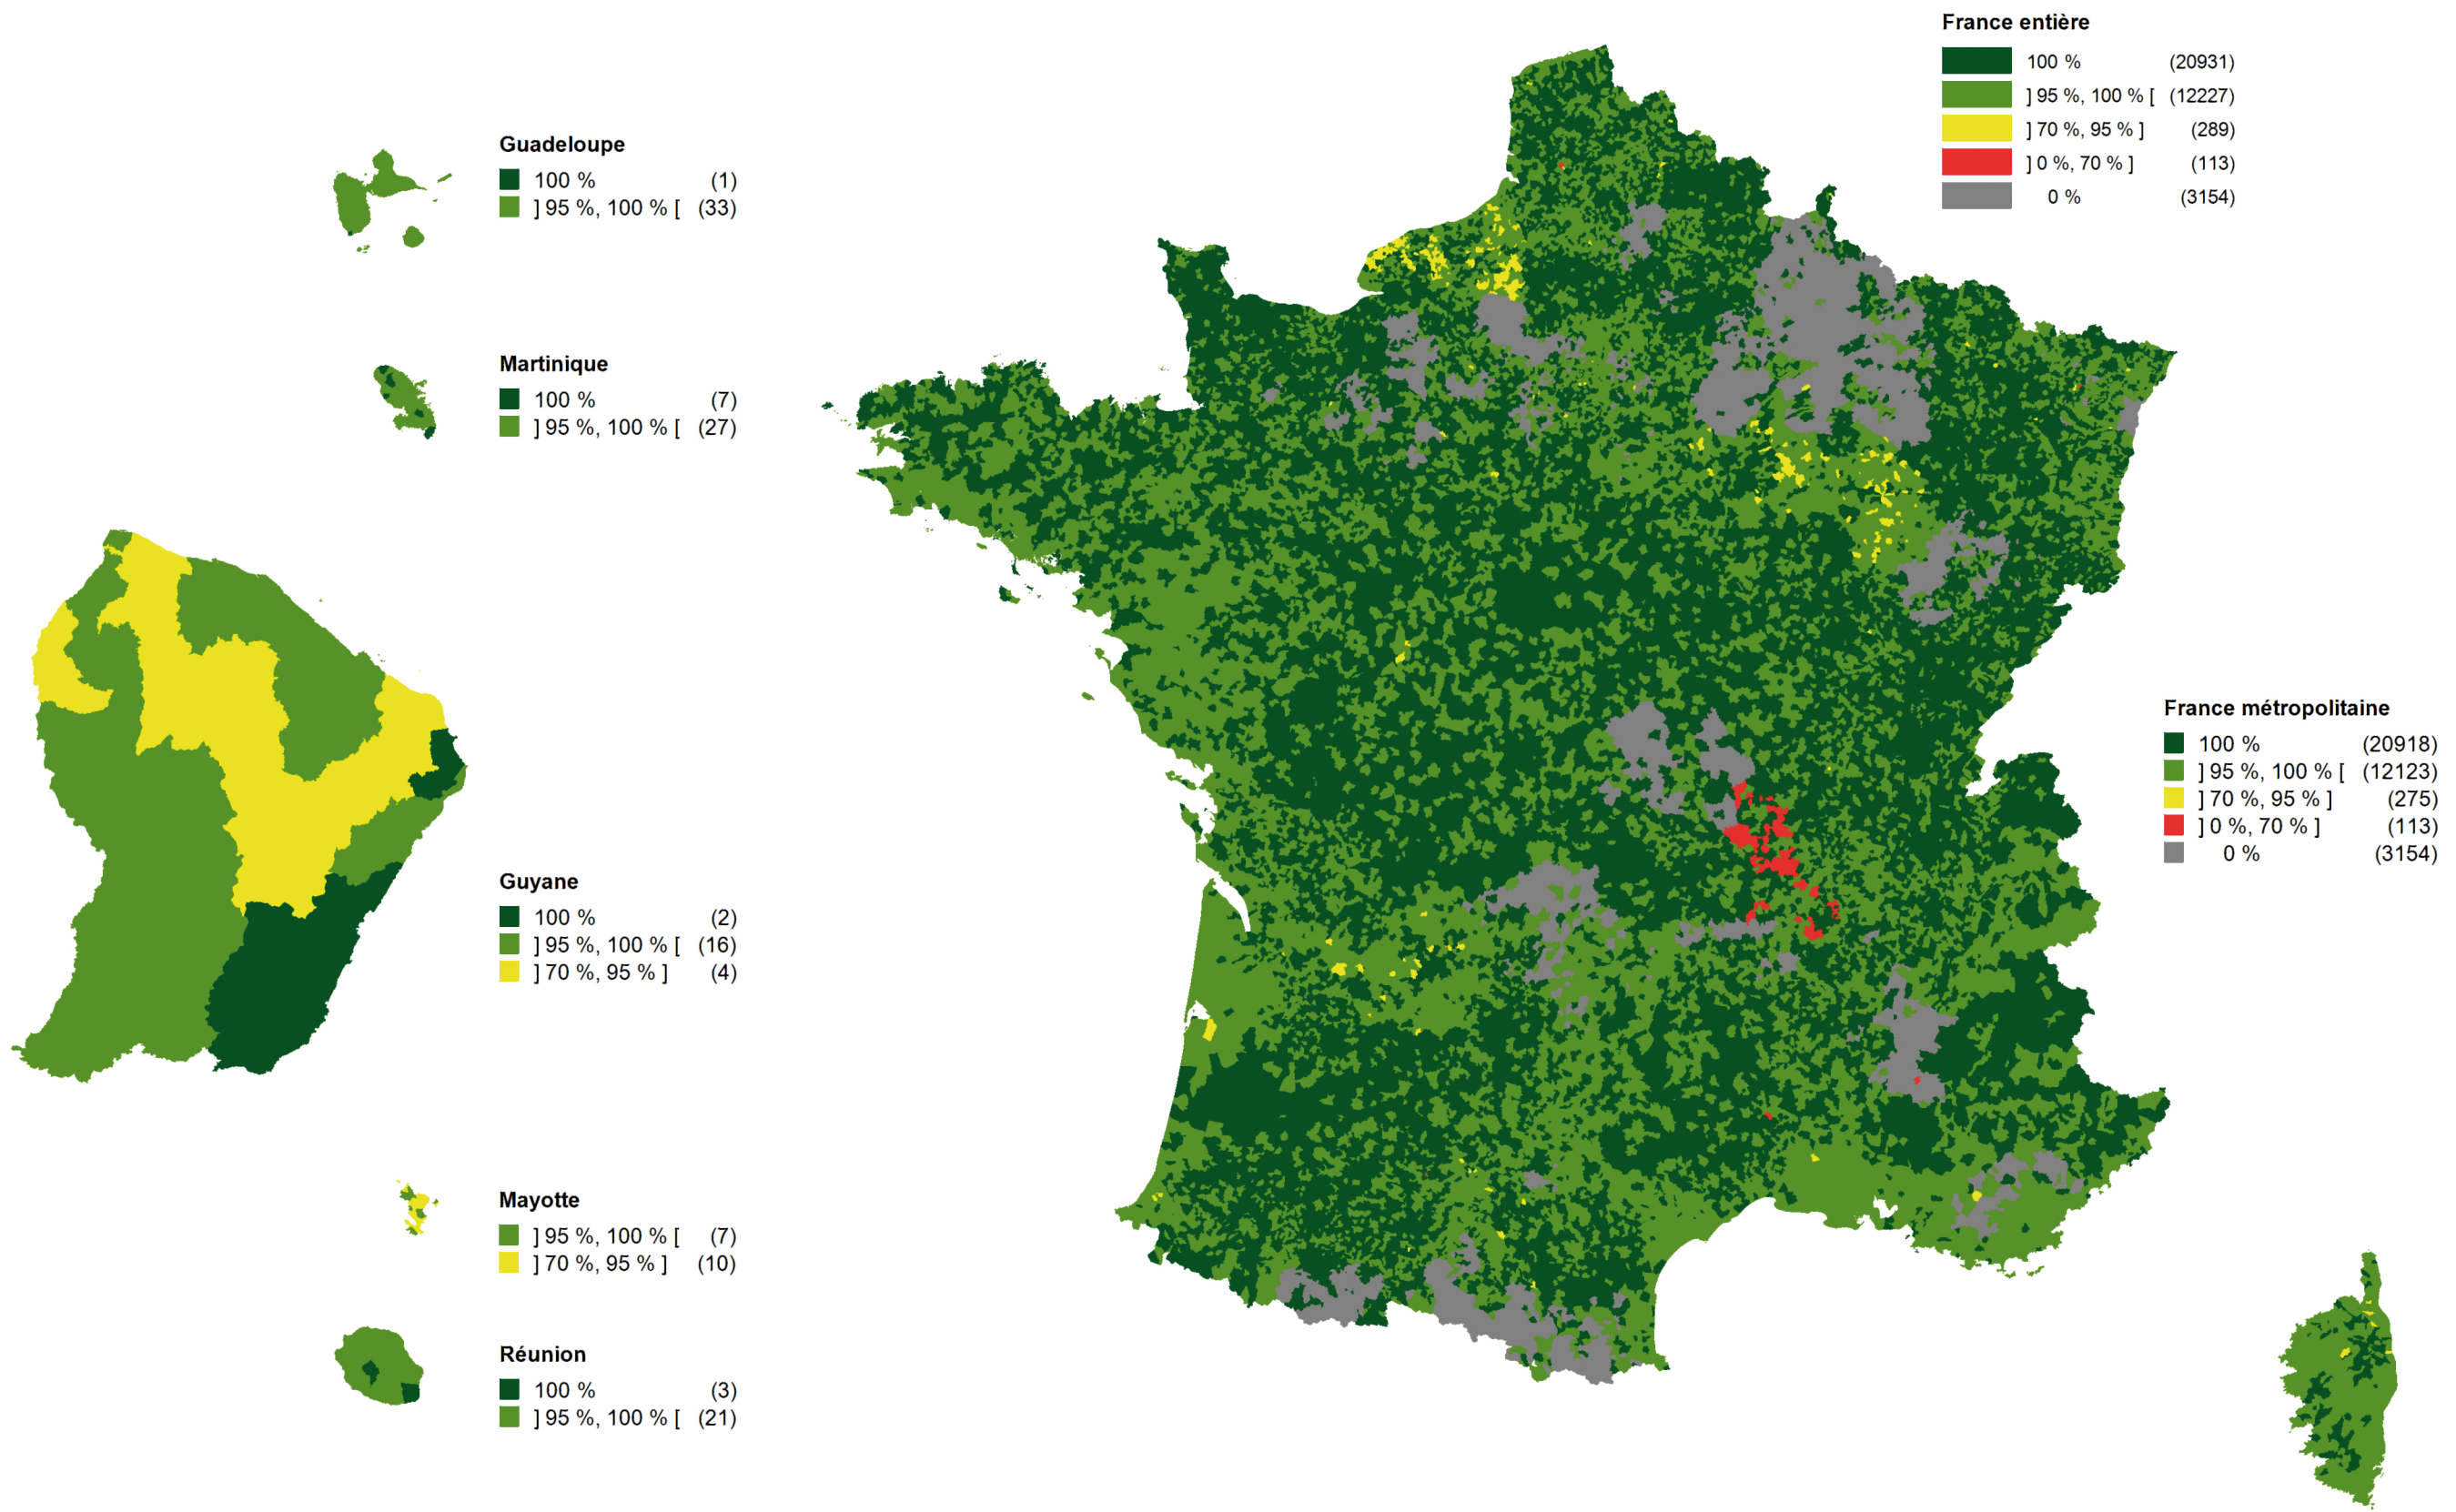 France entière
100 % (20931)
] 95 %, 100 % [ (12227)
] 70 %, 95 % ] (289)
] 0 %, 70 % ] (113)
0 % (3154)
Guadeloupe
100 % (1)
] 95 %, 100 % [ (33)
Martinique
100 % (7)
] 95 %, 100 % [ (27)
France métropolitaine
100 % (20918)
] 95 %, 100 % [ (12123)
] 70 %, 95 % ] (275)
] 0 %, 70 % ] (113)
0 % (3154)
Guyane
100 % (2)
] 95 %, 100 % [ (16)
] 70 %, 95 % ] (4)
Mayotte
] 95 %, 100 % [ (7)
] 70 %, 95 % ] (10)
Réunion
100 % (3)
] 95 %, 100 % [ (21)